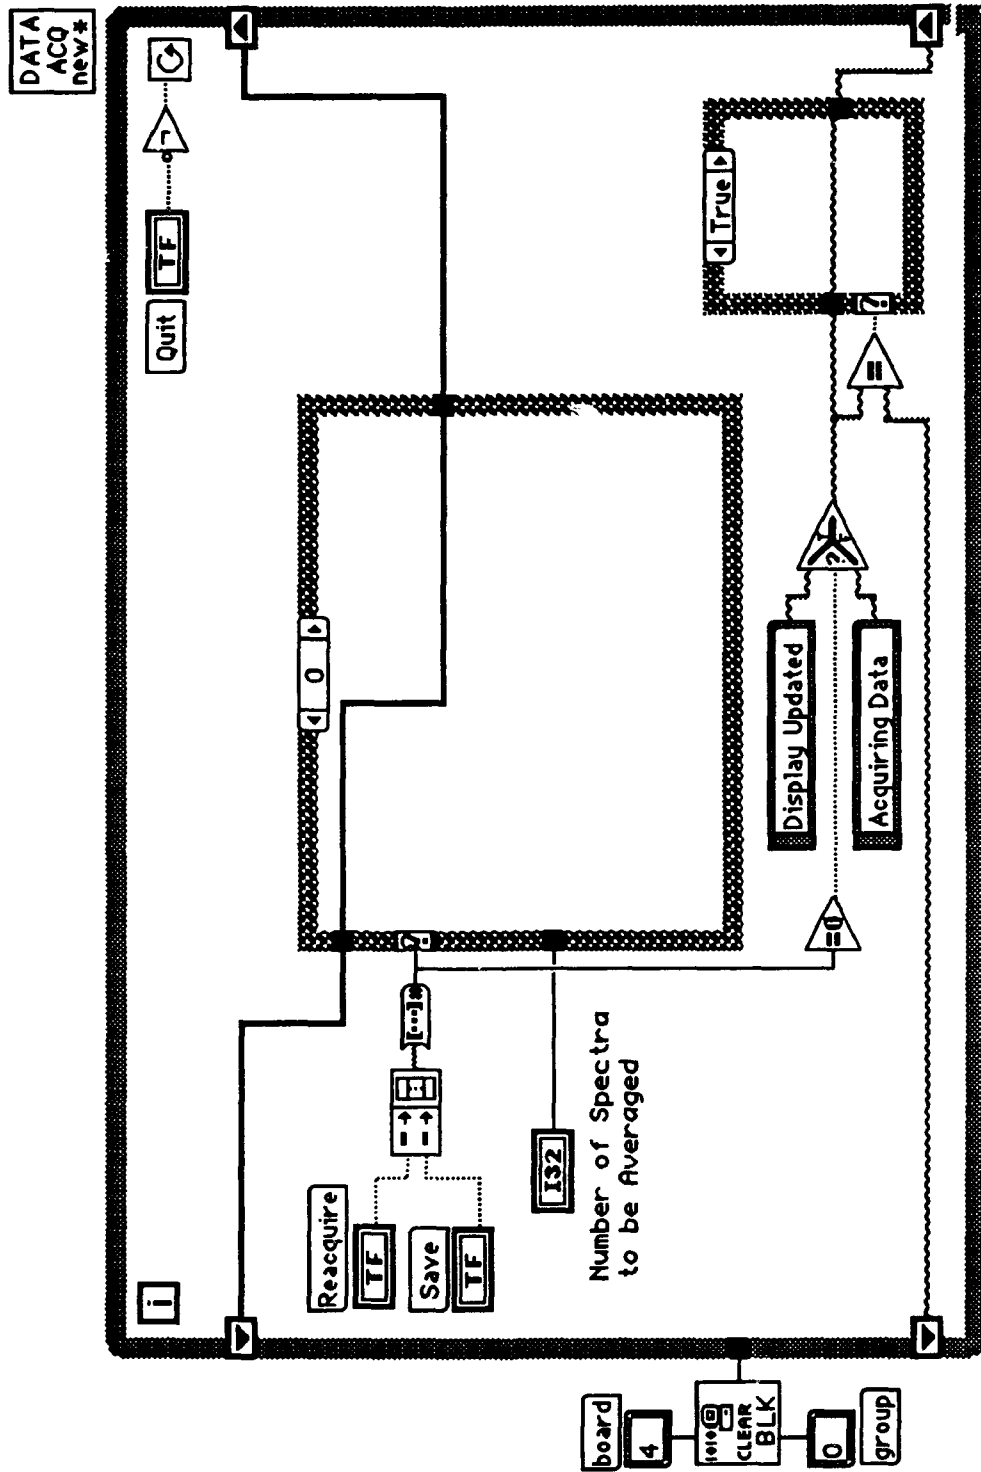 DATA
ACQ
new*
Quit
TF
i
0
Reacquire
TF
Save
TF
[...]*
?
I32
Number of Spectra
to be Averaged
=0
Display Updated
Acquiring Data
?
T
F
=
?
True
board
4
CLEAR
BLK
0
group